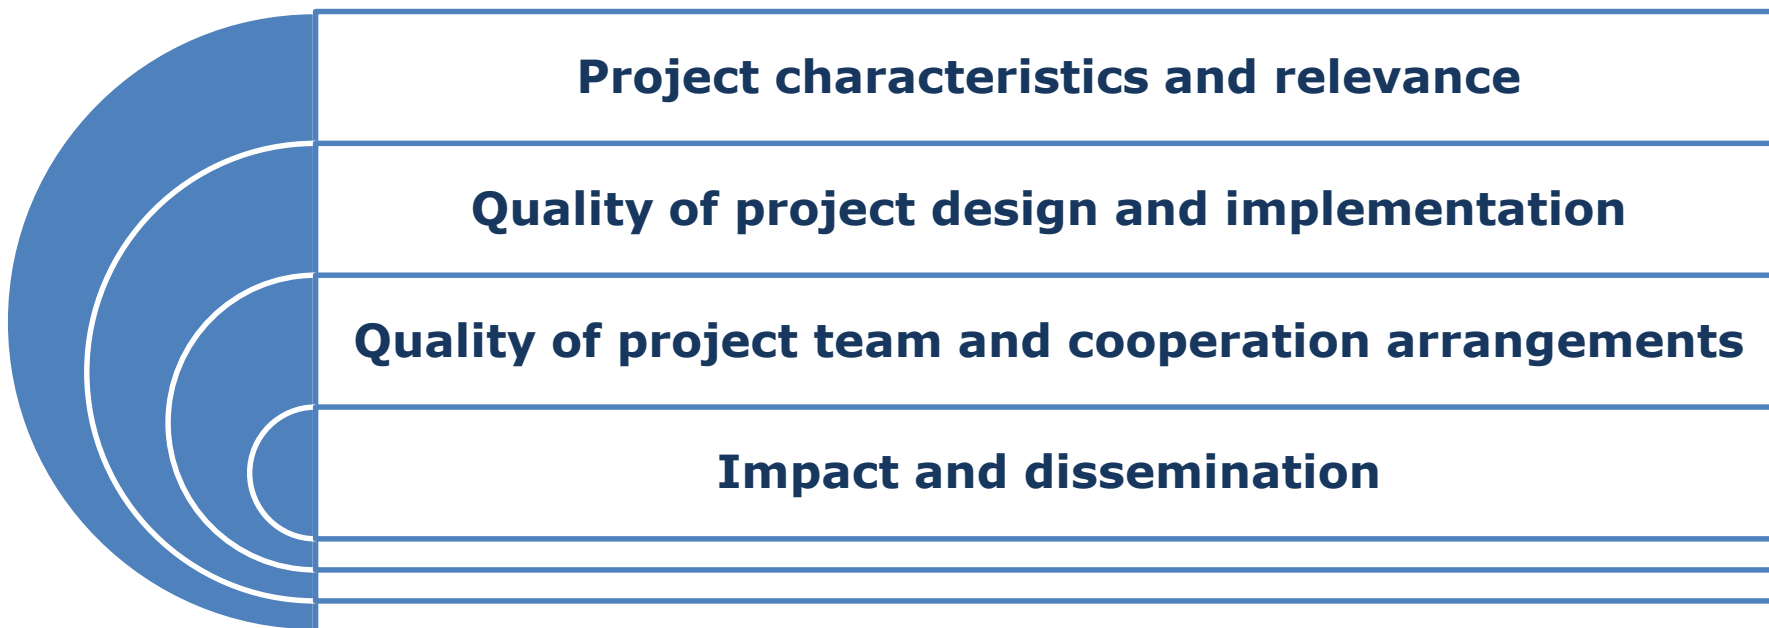 Project characteristics and relevance
Quality of project design and implementation
Quality of project team and cooperation arrangements
Impact and dissemination